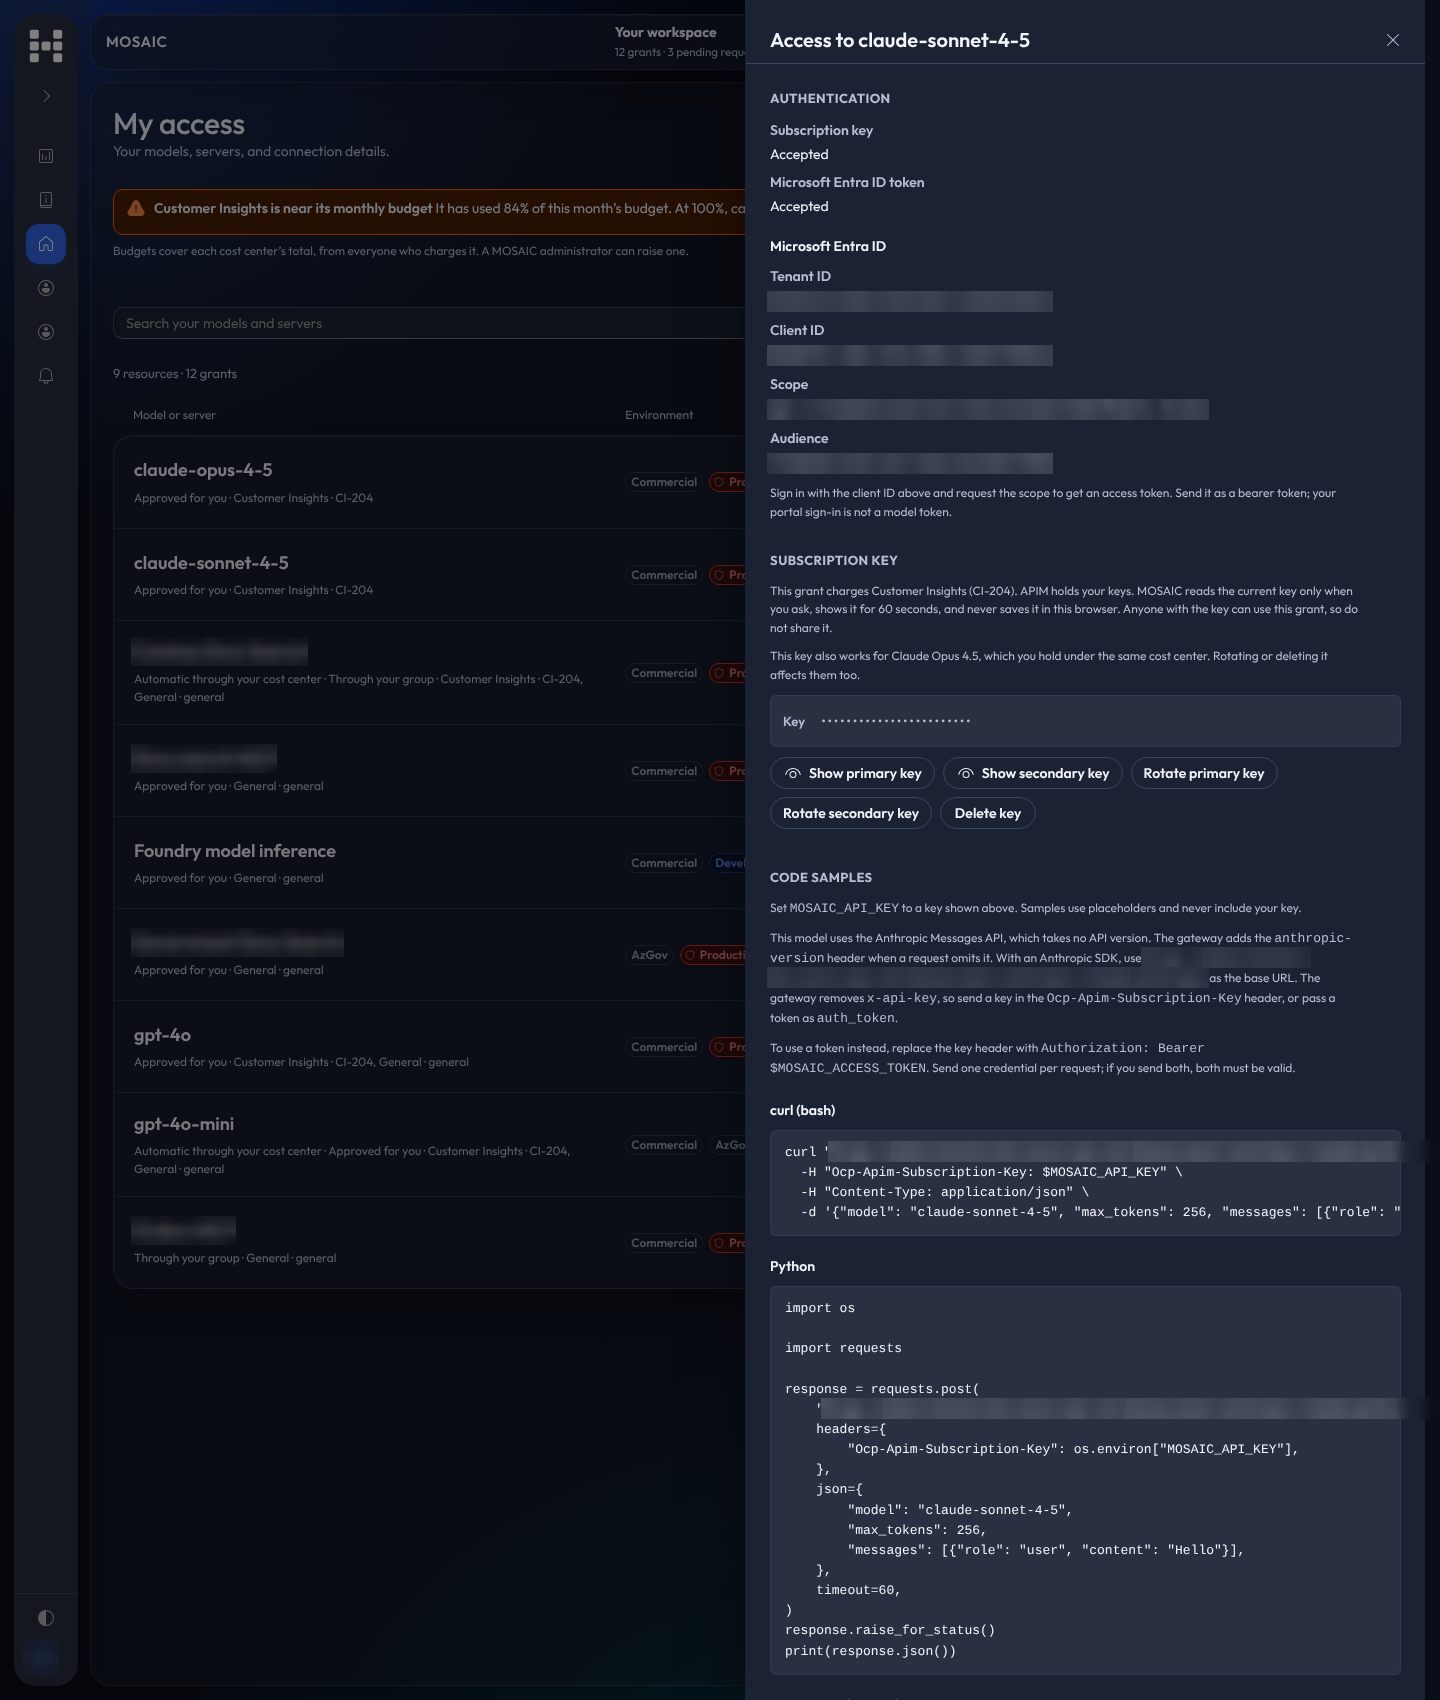 MOSAIC
Your workspace
12 grants · 3 pending requ
My access
Your models, servers, and connection details.
Customer Insights is near its monthly budget It has used 84% of this month's budget. At 100%, ca
Budgets cover each cost center's total, from everyone who charges it. A MOSAIC administrator can raise one.
Search your models and servers
9 resources · 12 grants
Model or server
Environment
claude-opus-4-5
Approved for you · Customer Insights · CI-204
Commercial
Pro
claude-sonnet-4-5
Approved for you · Customer Insights · CI-204
Commercial
Pro
Automatic through your cost center · Through your group · Customer Insights · CI-204,
General · general
Commercial
Pro
Approved for you · General · general
Commercial
Pro
Foundry model inference
Approved for you · General · general
Commercial
Devel
Approved for you · General · general
AzGov
Producti
gpt-4o
Approved for you · Customer Insights · CI-204, General · general
Commercial
Pro
gpt-4o-mini
Automatic through your cost center · Approved for you · Customer Insights · CI-204,
General · general
Commercial
AzGo
Through your group · General · general
Commercial
Pro
Access to claude-sonnet-4-5
AUTHENTICATION
Subscription key
Accepted
Microsoft Entra ID token
Accepted
Microsoft Entra ID
Tenant ID
Client ID
Scope
Audience
Sign in with the client ID above and request the scope to get an access token. Send it as a bearer token; your
portal sign-in is not a model token.
SUBSCRIPTION KEY
This grant charges Customer Insights (CI-204). APIM holds your keys. MOSAIC reads the current key only when
you ask, shows it for 60 seconds, and never saves it in this browser. Anyone with the key can use this grant, so do
not share it.
This key also works for Claude Opus 4.5, which you hold under the same cost center. Rotating or deleting it
affects them too.
Key ••••••••••••••••••••••••
Show primary key
Show secondary key
Rotate primary key
Rotate secondary key
Delete key
CODE SAMPLES
Set MOSAIC_API_KEY to a key shown above. Samples use placeholders and never include your key.
This model uses the Anthropic Messages API, which takes no API version. The gateway adds the anthropic-
version header when a request omits it. With an Anthropic SDK, use
as the base URL. The
gateway removes x-api-key, so send a key in the Ocp-Apim-Subscription-Key header, or pass a
token as auth_token.
To use a token instead, replace the key header with Authorization: Bearer
$MOSAIC_ACCESS_TOKEN. Send one credential per request; if you send both, both must be valid.
curl (bash)
curl '
-H "Ocp-Apim-Subscription-Key: $MOSAIC_API_KEY" \
-H "Content-Type: application/json" \
-d '{"model": "claude-sonnet-4-5", "max_tokens": 256, "messages": [{"role": "
Python
import os
import requests
response = requests.post(
'
headers={
"Ocp-Apim-Subscription-Key": os.environ["MOSAIC_API_KEY"],
},
json={
"model": "claude-sonnet-4-5",
"max_tokens": 256,
"messages": [{"role": "user", "content": "Hello"}],
},
timeout=60,
)
response.raise_for_status()
print(response.json())